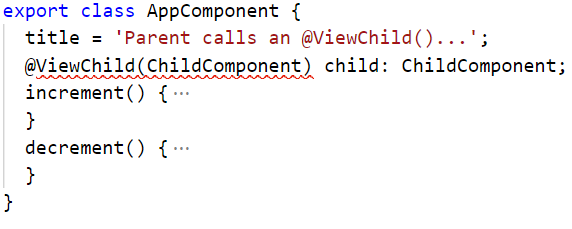 export class AppComponent {
title = 'Parent calls an @ViewChild()...';
@ViewChild(ChildComponent) child: ChildComponent;
increment() {···
}
decrement() {···
}
}